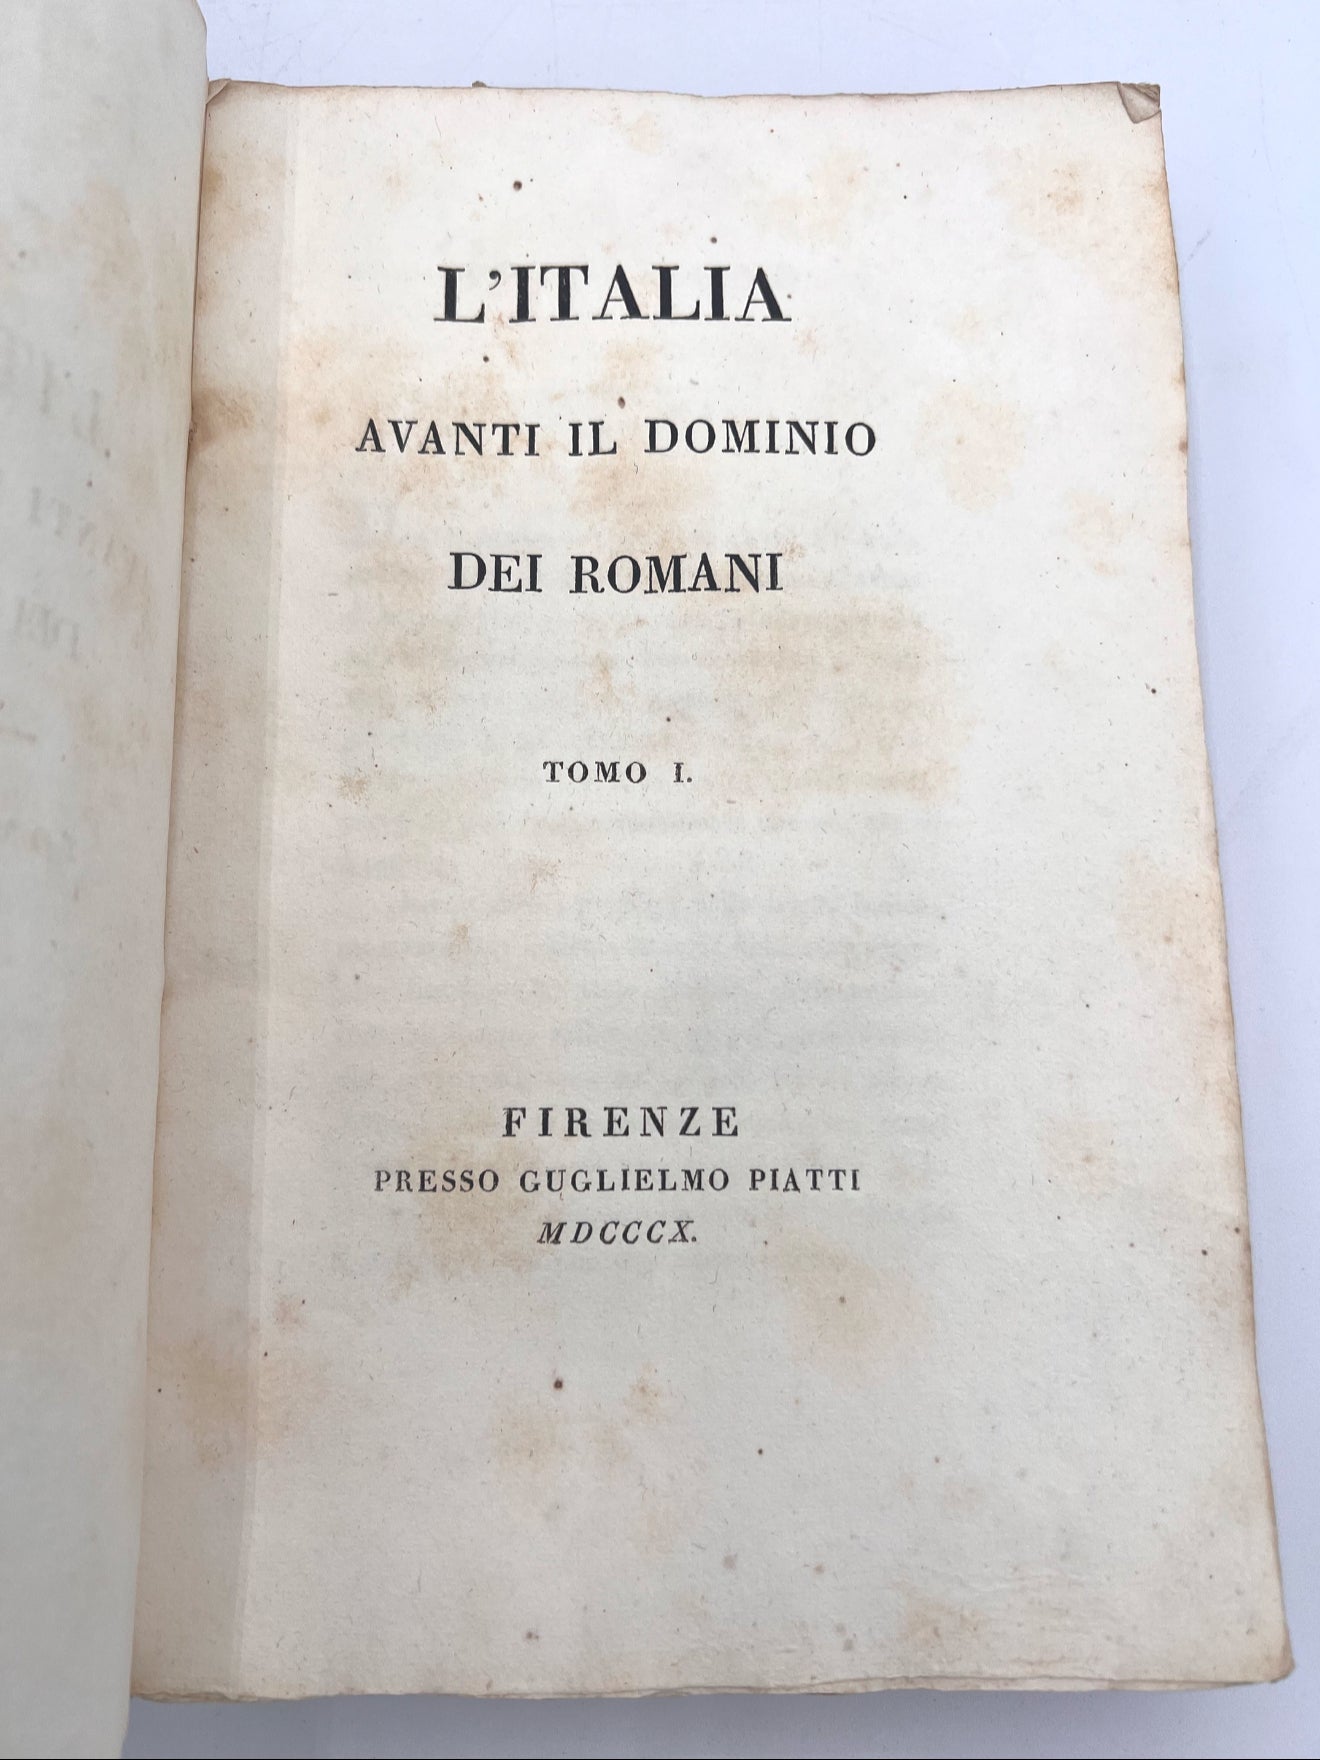 L'ITALIA
AVANTI IL DOMINIO
DEI ROMANI
TOMO I.
FIRENZE
PRESSO GUGLIELMO PIATTI
MDCCCX.